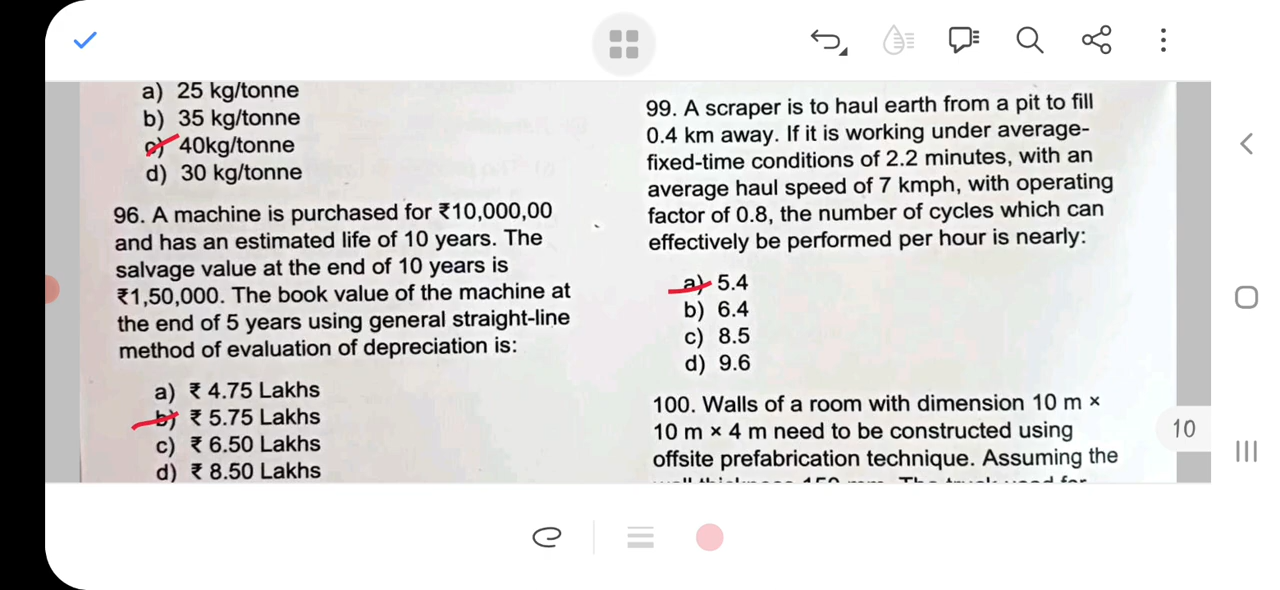 a) 25 kg/tonne
b) 35 kg/tonne
c) 40kg/tonne
d) 30 kg/tonne
96. A machine is purchased for ₹10,000,00
and has an estimated life of 10 years. The
salvage value at the end of 10 years is
₹1,50,000. The book value of the machine at
the end of 5 years using general straight-line
method of evaluation of depreciation is:
a) ₹ 4.75 Lakhs
b) ₹ 5.75 Lakhs
c) ₹ 6.50 Lakhs
d) ₹ 8.50 Lakhs
99. A scraper is to haul earth from a pit to fill
0.4 km away. If it is working under average-
fixed-time conditions of 2.2 minutes, with an
average haul speed of 7 kmph, with operating
factor of 0.8, the number of cycles which can
effectively be performed per hour is nearly:
a) 5.4
b) 6.4
c) 8.5
d) 9.6
100. Walls of a room with dimension 10 m ×
10 m × 4 m need to be constructed using
offsite prefabrication technique. Assuming the
10